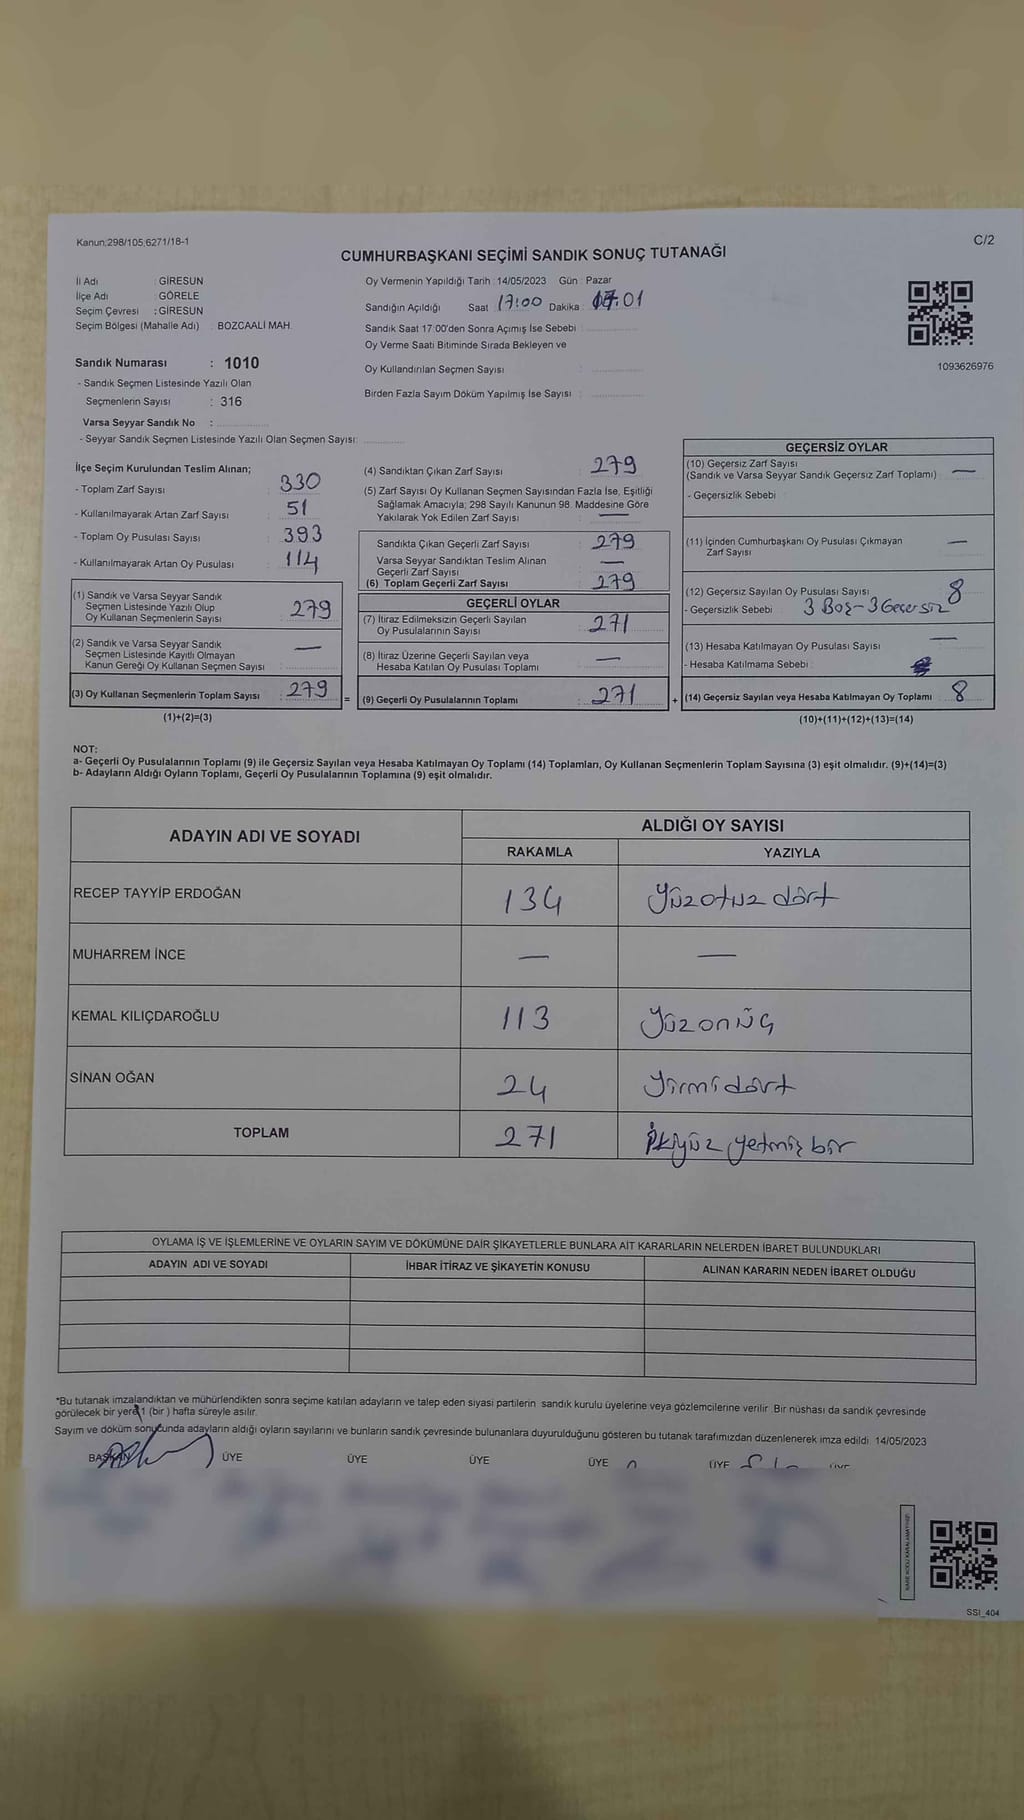 Kanun;298/105;6271/18-1
C/2
CUMHURBAŞKANI SEÇİMİ SANDIK SONUÇ TUTANAĞI
İl Adı : GİRESUN
İlçe Adı : GÖRELE
Seçim Çevresi : GİRESUN
Seçim Bölgesi (Mahalle Adı) : BOZCAALİ MAH.
Oy Vermenin Yapıldığı Tarih : 14/05/2023 Gün : Pazar
Sandığın Açıldığı Saat 17:00 Dakika : 17.01
Sandık Saat 17:00'den Sonra Açımış İse Sebebi :
Oy Verme Saati Bitiminde Sırada Bekleyen ve
Oy Kullandırılan Seçmen Sayısı :
Birden Fazla Sayım Döküm Yapılmış İse Sayısı :
1093626976
Sandık Numarası : 1010
- Sandık Seçmen Listesinde Yazılı Olan
Seçmenlerin Sayısı : 316
Varsa Seyyar Sandık No :
- Seyyar Sandık Seçmen Listesinde Yazılı Olan Seçmen Sayısı:
İlçe Seçim Kurulundan Teslim Alınan;
- Toplam Zarf Sayısı : 330
- Kullanılmayarak Artan Zarf Sayısı : 51
- Toplam Oy Pusulası Sayısı : 393
- Kullanılmayarak Artan Oy Pusulası : 114
(1) Sandık ve Varsa Seyyar Sandık
Seçmen Listesinde Yazılı Olup
Oy Kullanan Seçmenlerin Sayısı : 279
(2) Sandık ve Varsa Seyyar Sandık
Seçmen Listesinde Kayıtlı Olmayan
Kanun Gereği Oy Kullanan Seçmen Sayısı : —
(3) Oy Kullanan Seçmenlerin Toplam Sayısı : 279
(1)+(2)=(3)
(4) Sandıktan Çıkan Zarf Sayısı : 279
(5) Zarf Sayısı Oy Kullanan Seçmen Sayısından Fazla İse, Eşitliği
Sağlamak Amacıyla; 298 Sayılı Kanunun 98. Maddesine Göre
Yakılarak Yok Edilen Zarf Sayısı : —
Sandıkta Çıkan Geçerli Zarf Sayısı : 279
Varsa Seyyar Sandıktan Teslim Alınan
Geçerli Zarf Sayısı : —
(6) Toplam Geçerli Zarf Sayısı : 279
GEÇERLİ OYLAR
(7) İtiraz Edilmeksizin Geçerli Sayılan
Oy Pusulalarının Sayısı : 271
(8) İtiraz Üzerine Geçerli Sayılan veya
Hesaba Katılan Oy Pusulası Toplamı : —
= (9) Geçerli Oy Pusulalarının Toplamı : 271
GEÇERSİZ OYLAR
(10) Geçersiz Zarf Sayısı
(Sandık ve Varsa Seyyar Sandık Geçersiz Zarf Toplamı) : —
- Geçersizlik Sebebi :
(11) İçinden Cumhurbaşkanı Oy Pusulası Çıkmayan
Zarf Sayısı : —
(12) Geçersiz Sayılan Oy Pusulası Sayısı : 8
- Geçersizlik Sebebi : 3 Boş-3Geçersiz
(13) Hesaba Katılmayan Oy Pusulası Sayısı : —
- Hesaba Katılmama Sebebi :
+ (14) Geçersiz Sayılan veya Hesaba Katılmayan Oy Toplamı : 8
(10)+(11)+(12)+(13)=(14)
NOT:
a- Geçerli Oy Pusulalarının Toplamı (9) ile Geçersiz Sayılan veya Hesaba Katılmayan Oy Toplamı (14) Toplamları, Oy Kullanan Seçmenlerin Toplam Sayısına (3) eşit olmalıdır. (9)+(14)=(3)
b- Adayların Aldığı Oyların Toplamı, Geçerli Oy Pusulalarının Toplamına (9) eşit olmalıdır.
ADAYIN ADI VE SOYADI
ALDIĞI OY SAYISI
RAKAMLA YAZIYLA
RECEP TAYYİP ERDOĞAN 134 Yüzotuz dört
MUHARREM İNCE — —
KEMAL KILIÇDAROĞLU 113 Yüzonüç
SİNAN OĞAN 24 Yirmidört
TOPLAM 271 İkiyüz yetmiş bir
OYLAMA İŞ VE İŞLEMLERİNE VE OYLARIN SAYIM VE DÖKÜMÜNE DAİR ŞİKAYETLERLE BUNLARA AİT KARARLARIN NELERDEN İBARET BULUNDUKLARI
ADAYIN ADI VE SOYADI İHBAR İTİRAZ VE ŞİKAYETİN KONUSU ALINAN KARARIN NEDEN İBARET OLDUĞU
*Bu tutanak imzalandıktan ve mühürlendikten sonra seçime katılan adayların ve talep eden siyasi partilerin sandık kurulu üyelerine veya gözlemcilerine verilir. Bir nüshası da sandık çevresinde
görülecek bir yere 1 (bir ) hafta süreyle asılır.
Sayım ve döküm sonucunda adayların aldığı oyların sayılarını ve bunların sandık çevresinde bulunanlara duyurulduğunu gösteren bu tutanak tarafımızdan düzenlenerek imza edildi. 14/05/2023
BAŞKAN ÜYE ÜYE ÜYE ÜYE ÜYE ÜYE
SSI_404